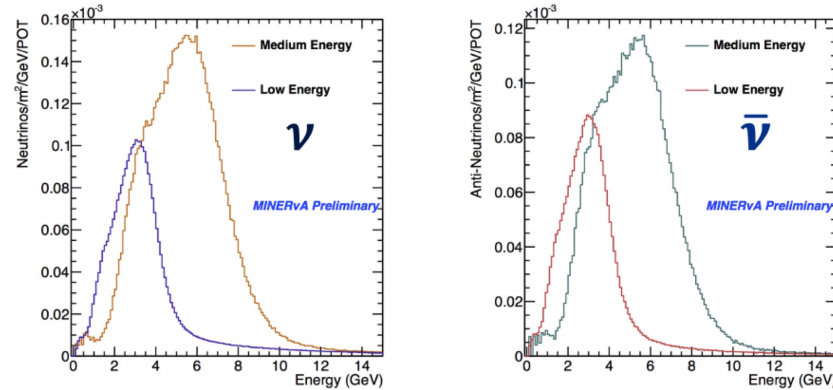 ×10⁻³
0.16
0.14
0.12
0.1
0.08
0.06
0.04
0.02
0
Neutrinos/m²/GeV/POT
Medium Energy
Low Energy
ν
MINERνA Preliminary
0 2 4 6 8 10 12 14
Energy (GeV)
×10⁻³
0.12
0.1
0.08
0.06
0.04
0.02
0
Anti-Neutrinos/m²/GeV/POT
Medium Energy
Low Energy
ν̅
MINERνA Preliminary
0 2 4 6 8 10 12 14
Energy (GeV)